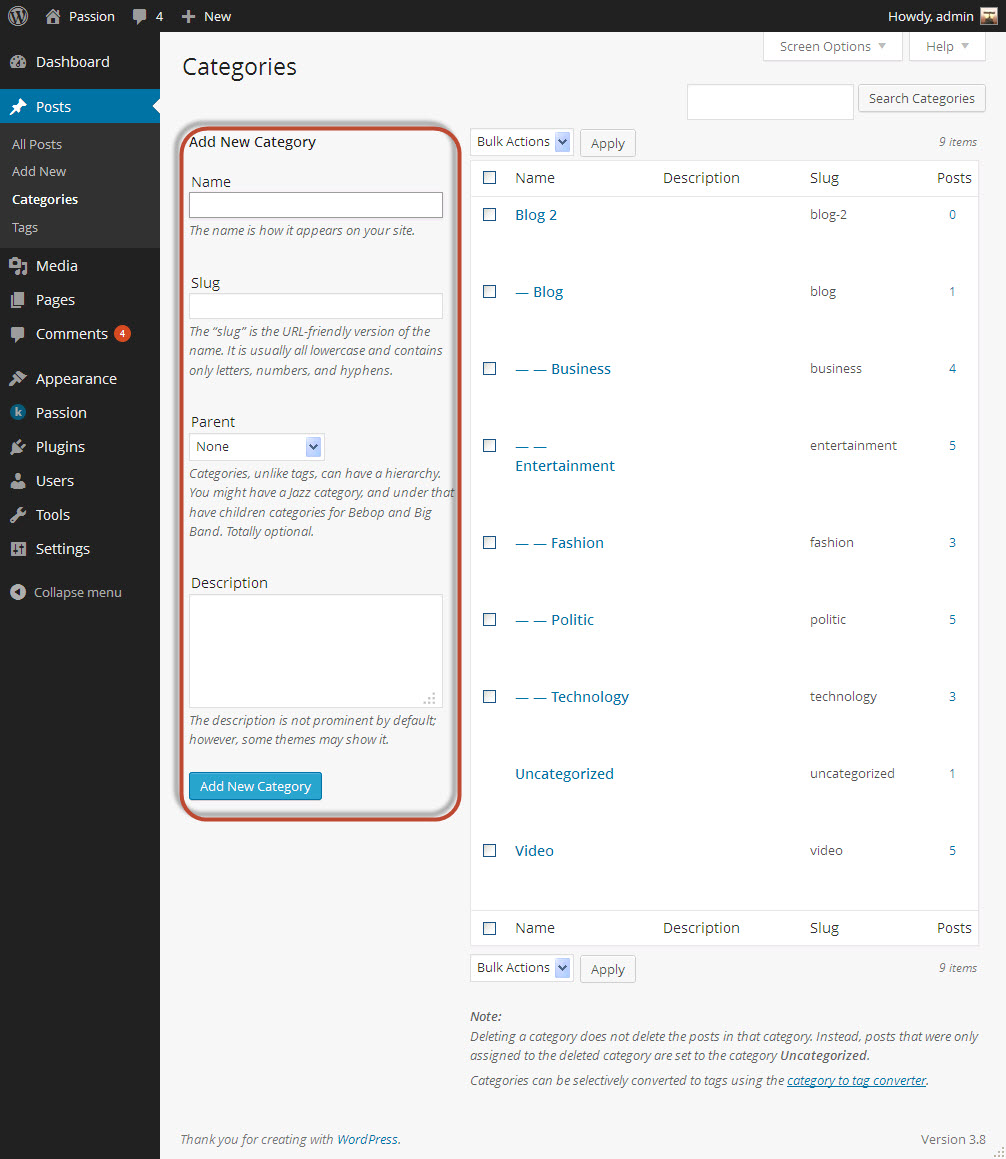 Passion 4 New Howdy, admin
Dashboard
Posts
All Posts
Add New
Categories
Tags
Media
Pages
Comments 4
Appearance
k Passion
Plugins
Users
Tools
Settings
Collapse menu
Screen Options Help
Categories
Search Categories
Add New Category
Name
The name is how it appears on your site.
Slug
The “slug” is the URL-friendly version of the
name. It is usually all lowercase and contains
only letters, numbers, and hyphens.
Parent
None
Categories, unlike tags, can have a hierarchy.
You might have a Jazz category, and under that
have children categories for Bebop and Big
Band. Totally optional.
Description
The description is not prominent by default;
however, some themes may show it.
Add New Category
Bulk Actions Apply 9 items
Name Description Slug Posts
Blog 2 blog-2 0
— Blog blog 1
— — Business business 4
— — entertainment 5
Entertainment
— — Fashion fashion 3
— — Politic politic 5
— — Technology technology 3
Uncategorized uncategorized 1
Video video 5
Name Description Slug Posts
Bulk Actions Apply 9 items
Note:
Deleting a category does not delete the posts in that category. Instead, posts that were only
assigned to the deleted category are set to the category Uncategorized.
Categories can be selectively converted to tags using the category to tag converter.
Thank you for creating with WordPress. Version 3.8